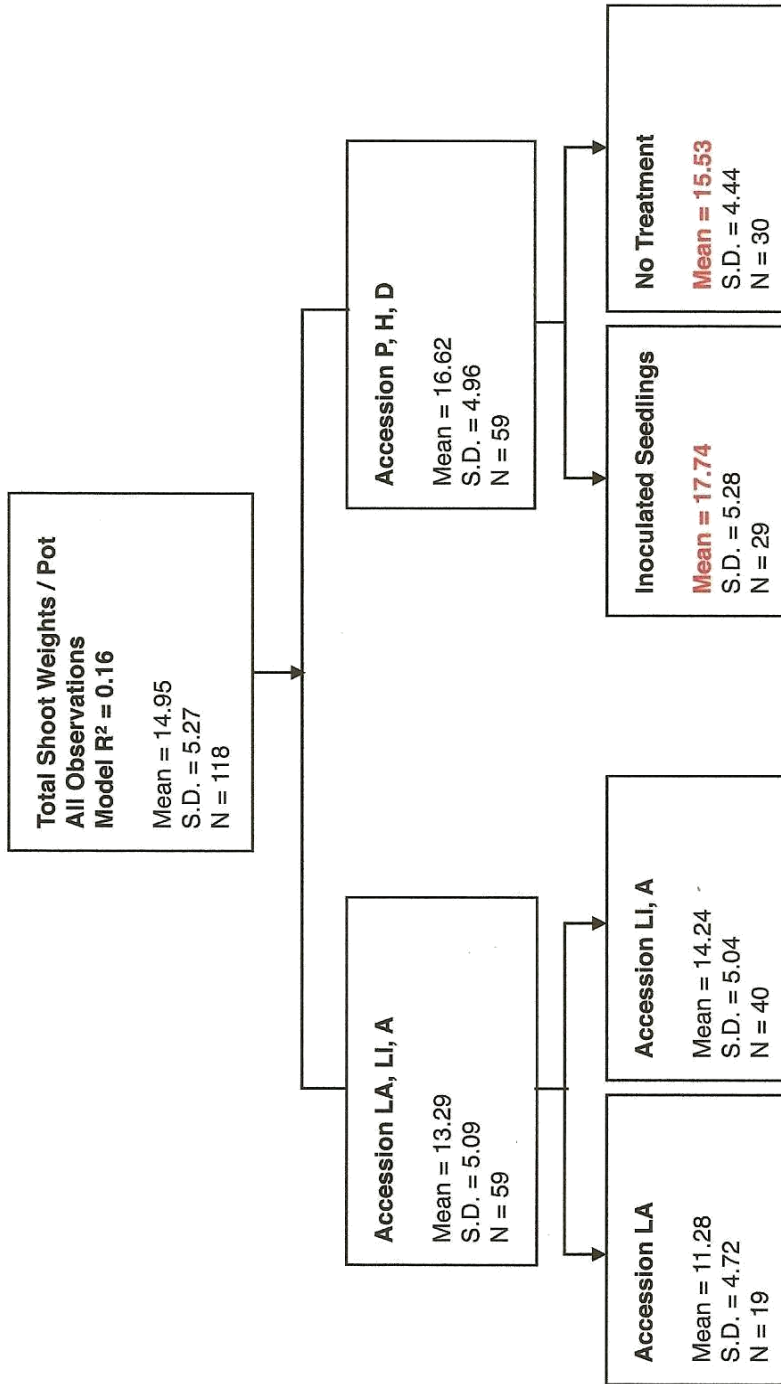 Total Shoot Weights / Pot
All Observations
Model R² = 0.16
Mean = 14.95
S.D. = 5.27
N = 118
Accession LA, LI, A
Mean = 13.29
S.D. = 5.09
N = 59
Accession P, H, D
Mean = 16.62
S.D. = 4.96
N = 59
Accession LA
Mean = 11.28
S.D. = 4.72
N = 19
Accession LI, A
Mean = 14.24
S.D. = 5.04
N = 40
Inoculated Seedlings
Mean = 17.74
S.D. = 5.28
N = 29
No Treatment
Mean = 15.53
S.D. = 4.44
N = 30